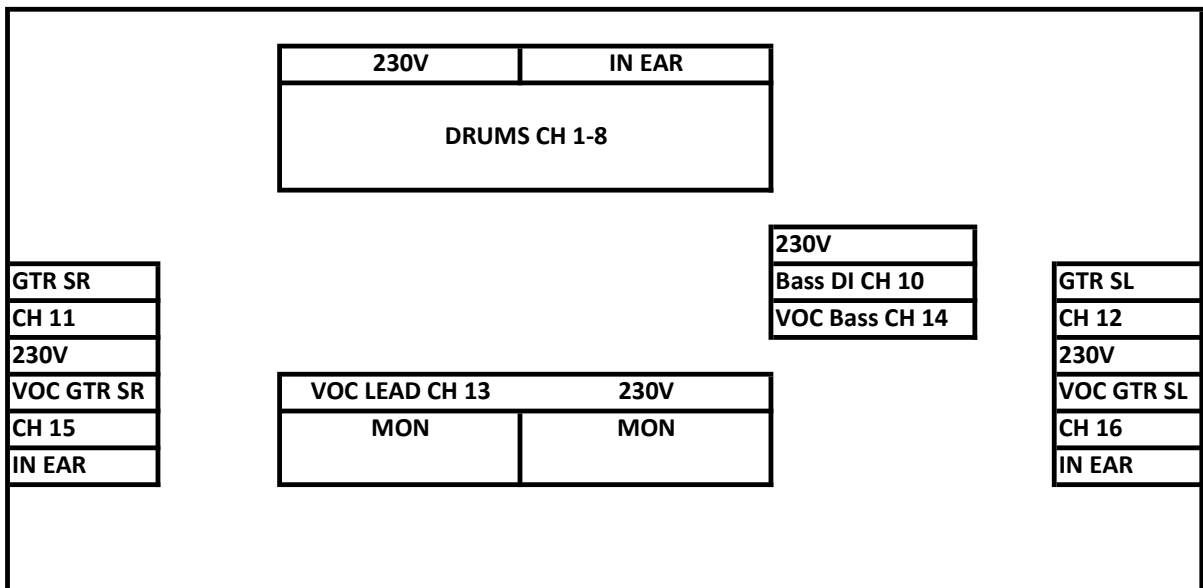 230V IN EAR
DRUMS CH 1-8
230V
Bass DI CH 10
VOC Bass CH 14
GTR SR
CH 11
230V
VOC GTR SR
CH 15
IN EAR
VOC LEAD CH 13 230V
MON MON
GTR SL
CH 12
230V
VOC GTR SL
CH 16
IN EAR